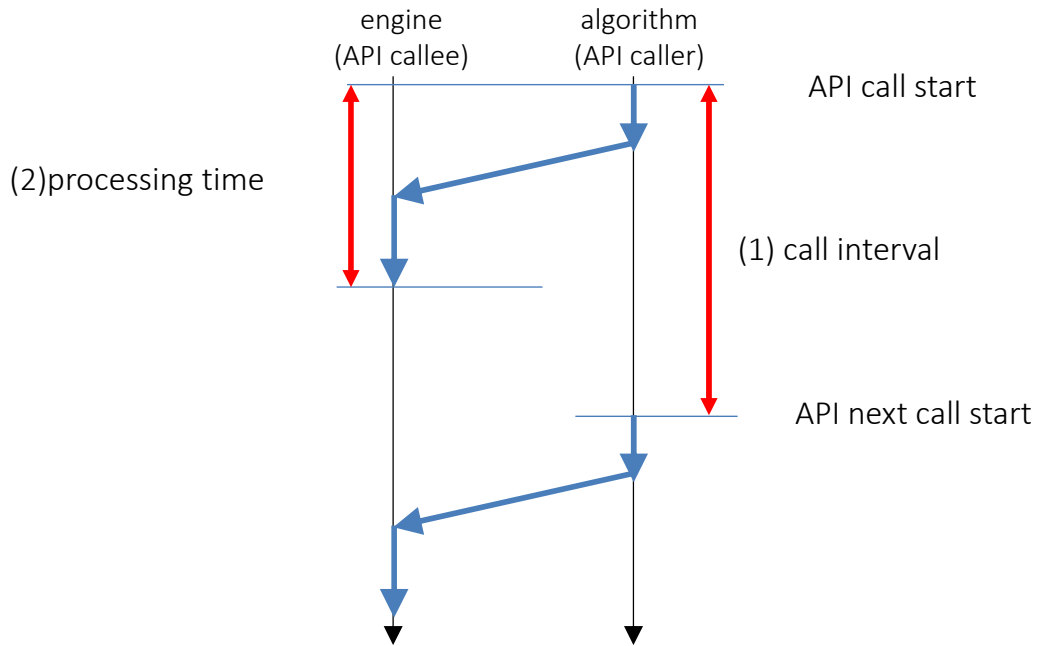 engine
(API callee)
algorithm
(API caller)
API call start
(2)processing time
(1) call interval
API next call start